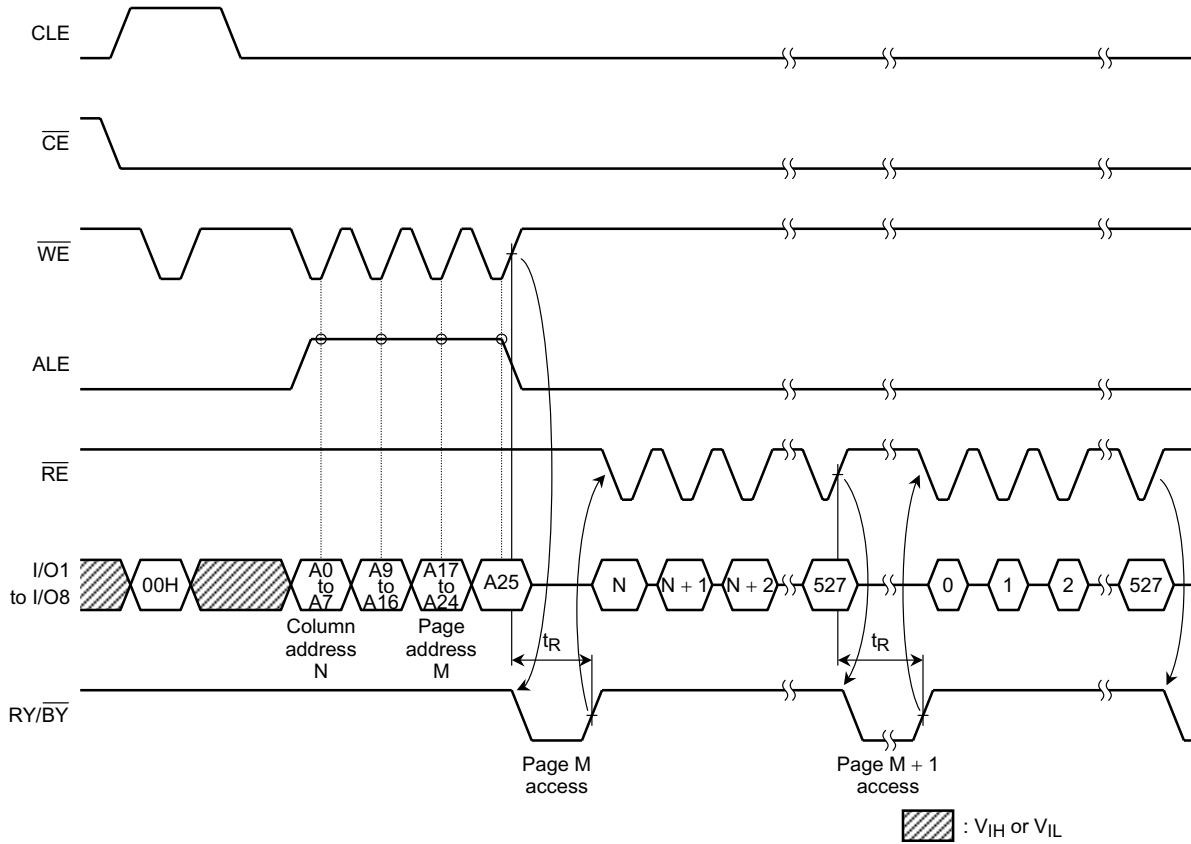 CLE
CE
WE
ALE
RE
I/O1
to I/O8
00H
A0
to
A7
A9
to
A16
A17
to
A24
A25
N
N + 1
N + 2
527
0
1
2
527
Column
address
N
Page
address
M
tR
tR
RY/BY
Page M
access
Page M + 1
access
: VIH or VIL